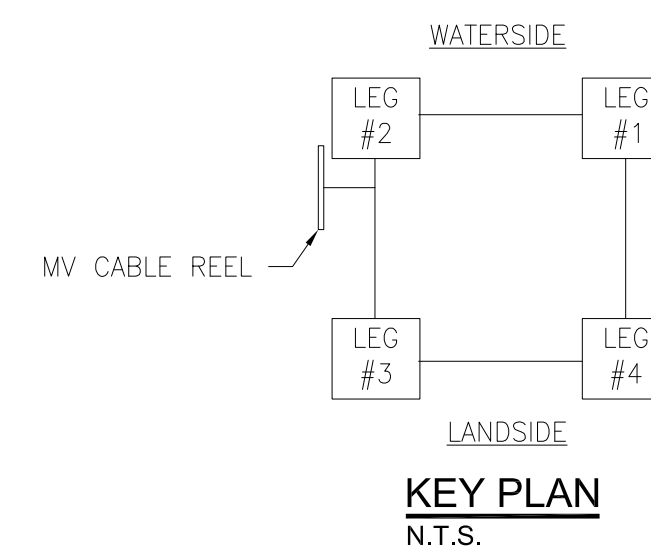 WATERSIDE
LEG
#2
LEG
#1
MV CABLE REEL
LEG
#3
LEG
#4
LANDSIDE
KEY PLAN
N.T.S.